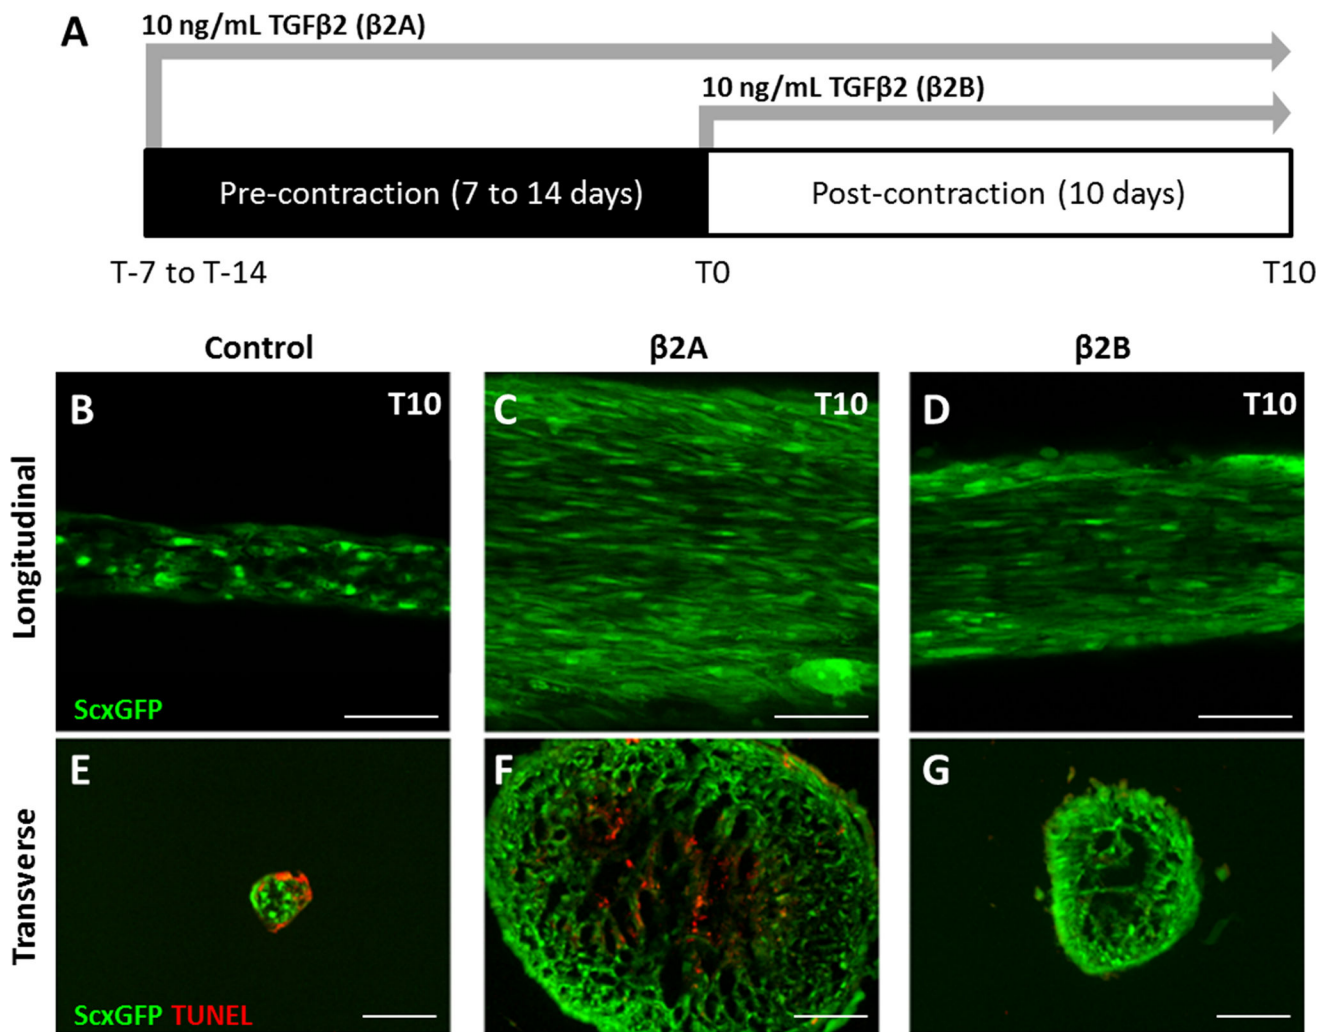 A
10 ng/mL TGFβ2 (β2A)
10 ng/mL TGFβ2 (β2B)
Pre-contraction (7 to 14 days)
Post-contraction (10 days)
T-7 to T-14
T0
T10
Control
β2A
β2B
Longitudinal
B
T10
ScxGFP
C
T10
D
T10
Transverse
E
ScxGFP TUNEL
F
G